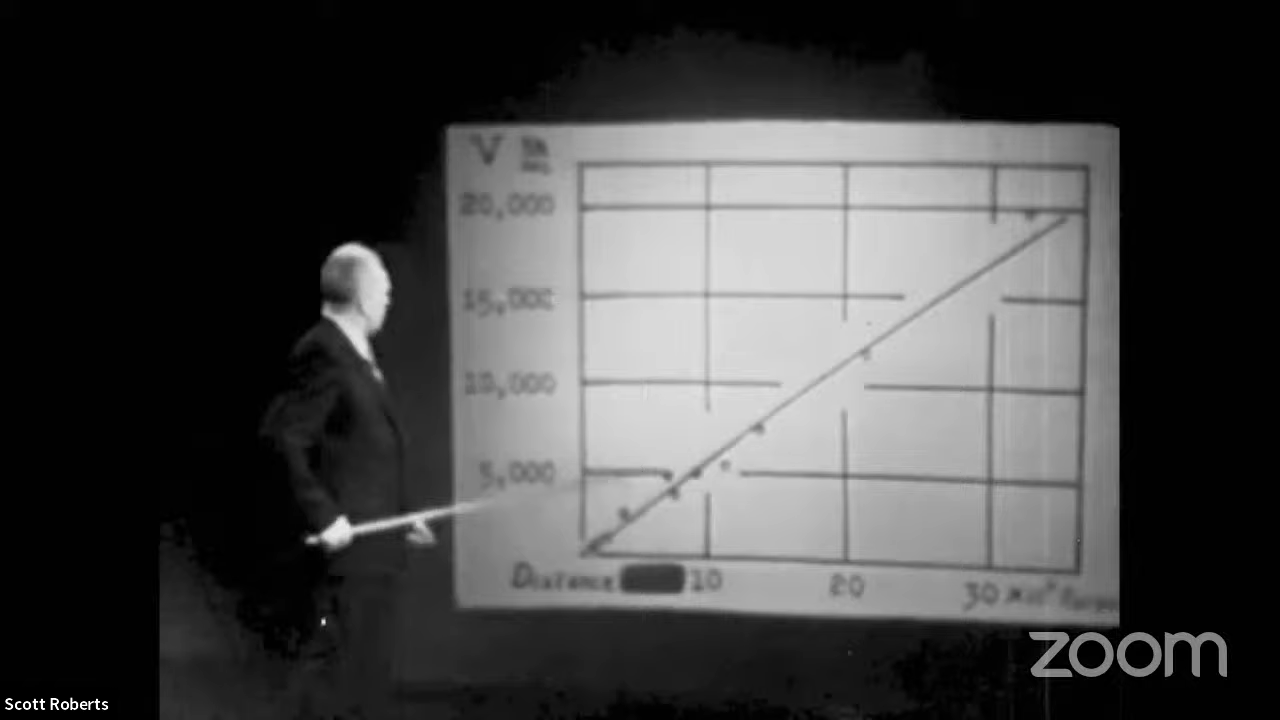 V
20,000
15,000
10,000
5,000
Distance 10 20 30
zoom
Scott Roberts